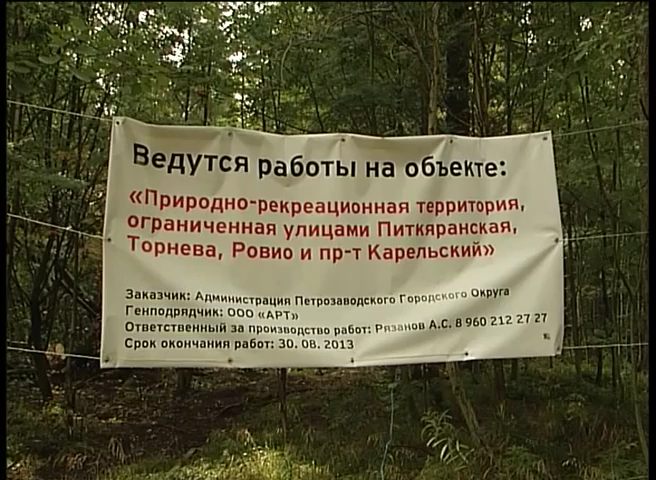 Ведутся работы на объекте:
«Природно-рекреационная территория,
ограниченная улицами Питкяранская,
Торнева, Ровио и пр-т Карельский»
Заказчик: Администрация Петрозаводского Городского Округа
Генподрядчик: ООО «АРТ»
Ответственный за производство работ: Рязанов А.С. 8 960 212 27 27
Срок окончания работ: 30. 08. 2013